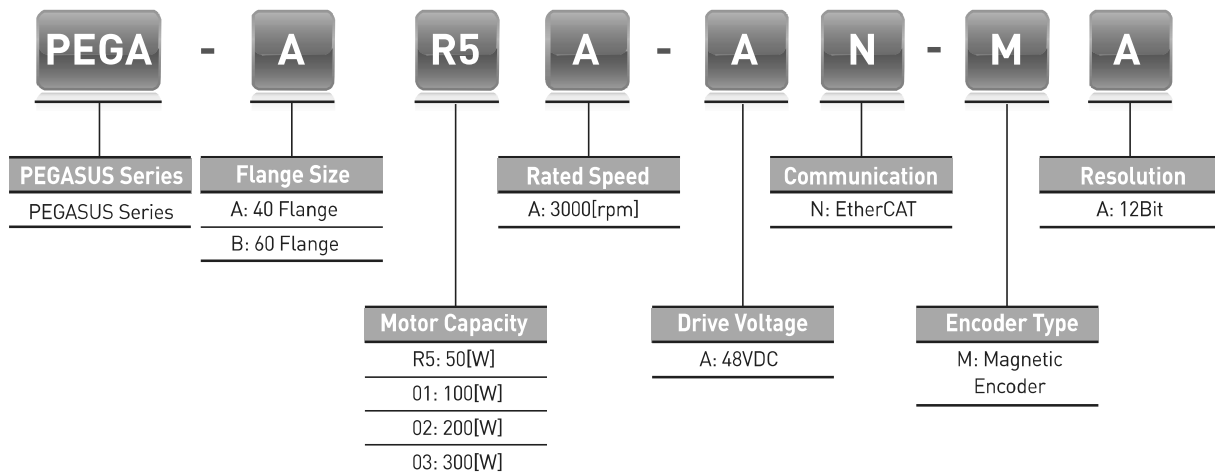 PEGA - A R5 A - A N - M A
PEGASUS Series
PEGASUS Series
Flange Size
A: 40 Flange
B: 60 Flange
Motor Capacity
R5: 50[W]
01: 100[W]
02: 200[W]
03: 300[W]
Rated Speed
A: 3000[rpm]
Drive Voltage
A: 48VDC
Communication
N: EtherCAT
Encoder Type
M: Magnetic
Encoder
Resolution
A: 12Bit